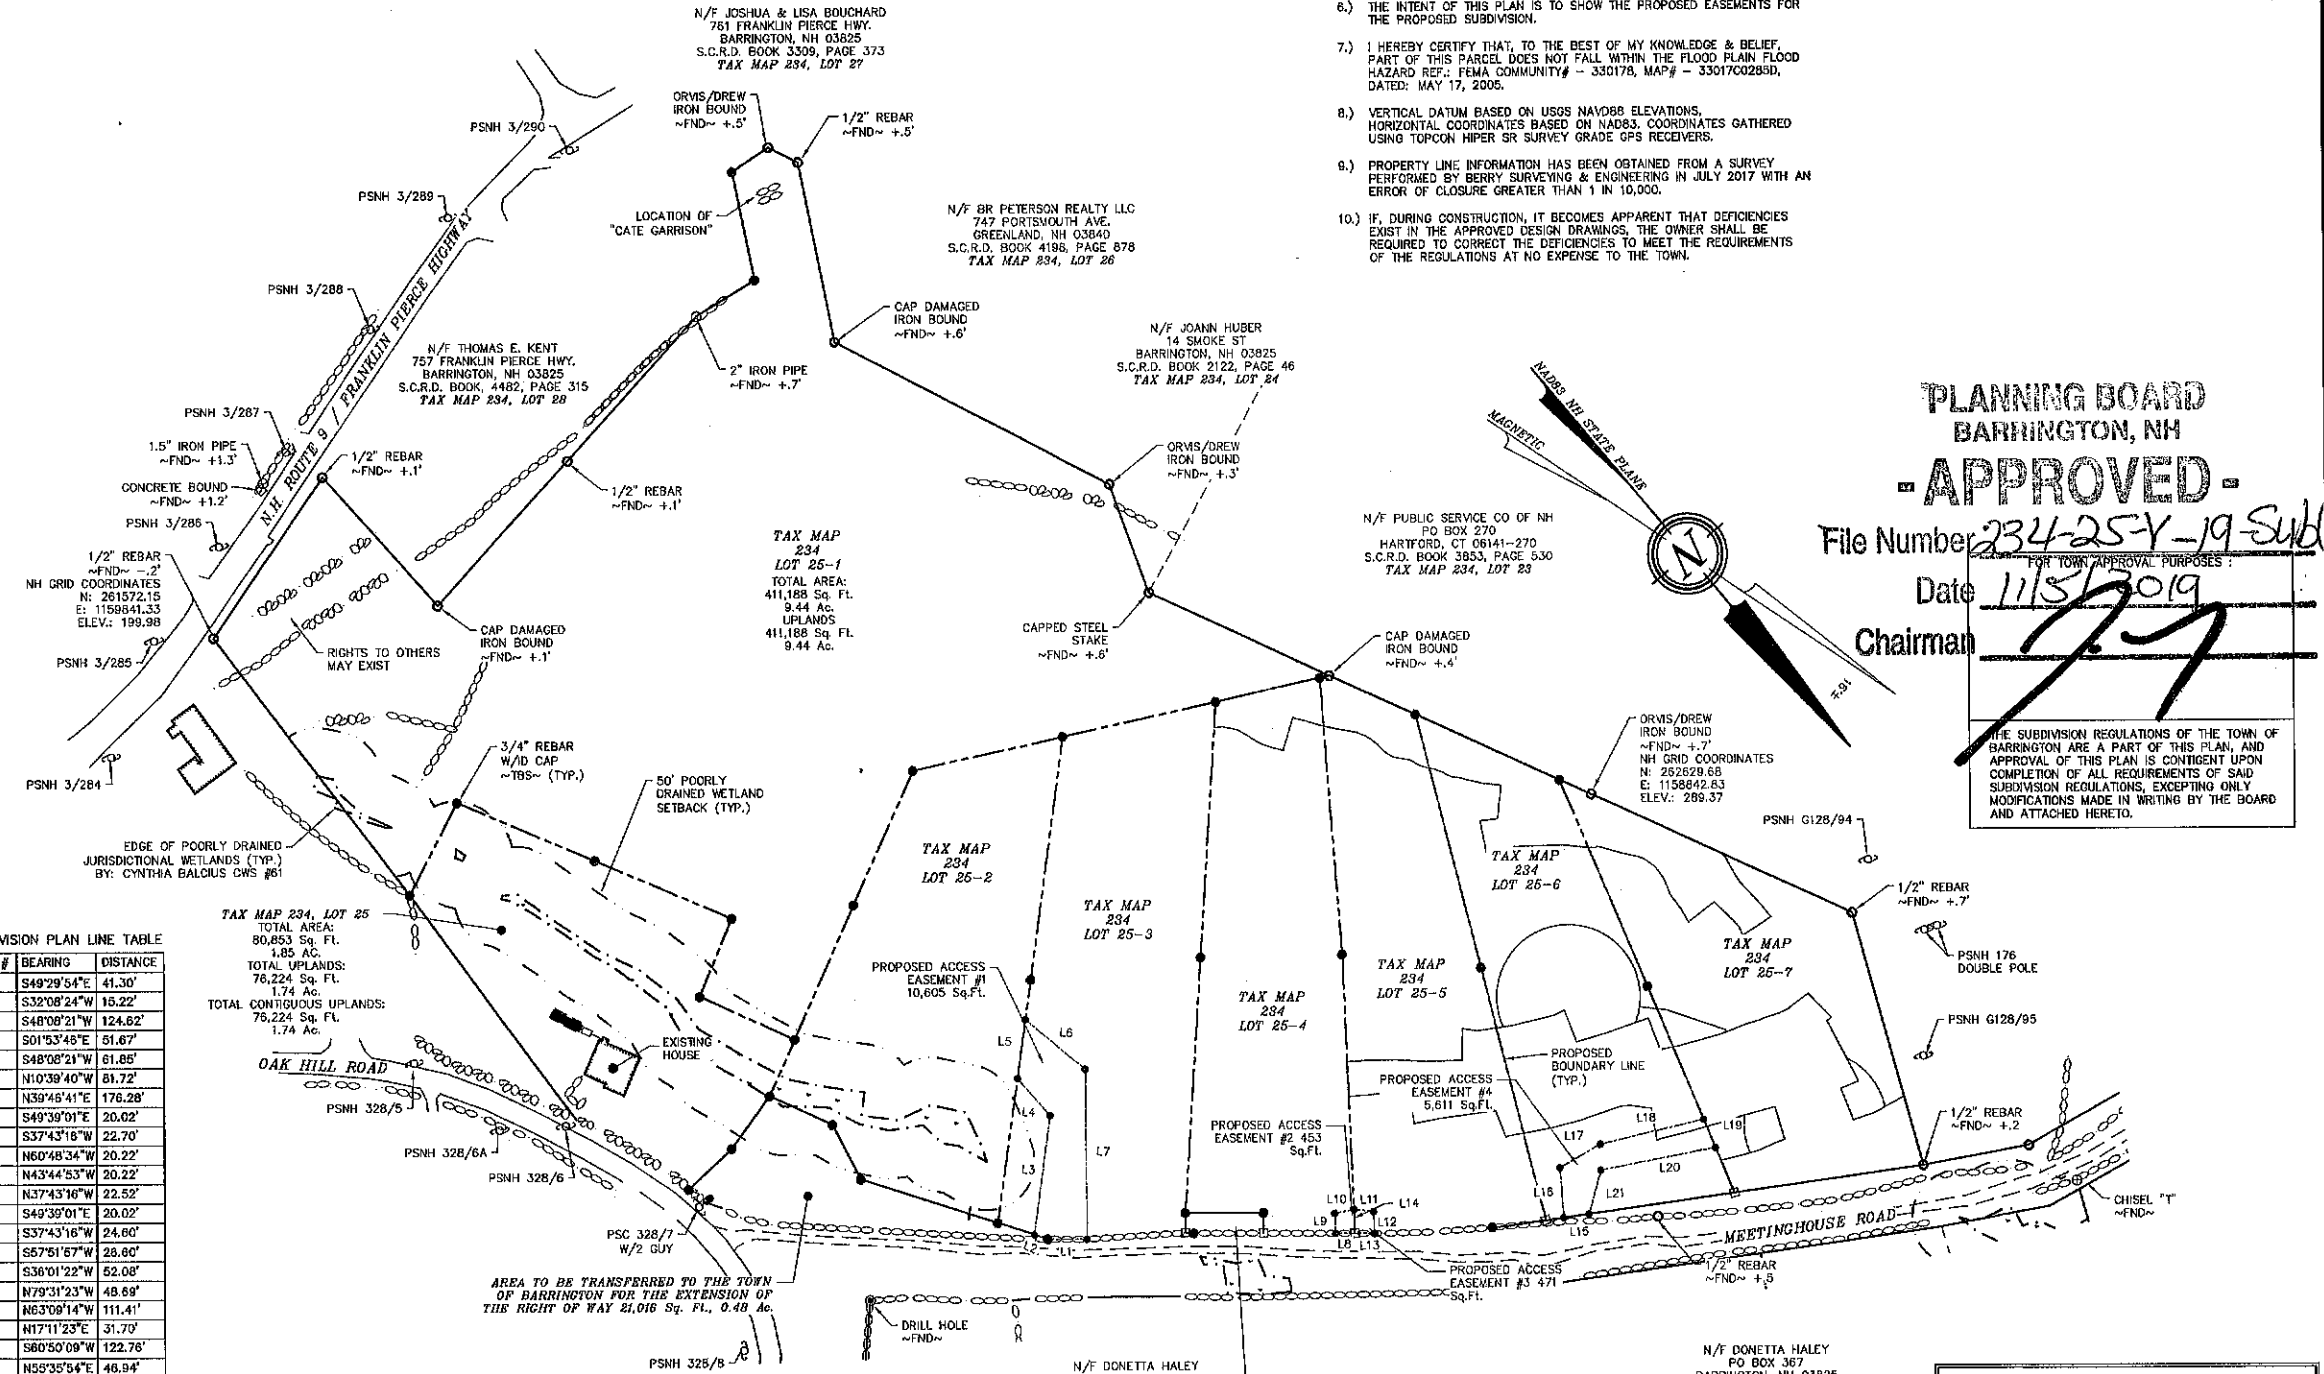 N/F JOSHUA & LISA BOUCHARD
761 FRANKLIN PIERCE HWY.
BARRINGTON, NH 03825
S.C.R.D. BOOK 3309, PAGE 373
TAX MAP 234, LOT 27
6.) THE INTENT OF THIS PLAN IS TO SHOW THE PROPOSED EASEMENTS FOR
THE PROPOSED SUBDIVISION.
7.) I HEREBY CERTIFY THAT, TO THE BEST OF MY KNOWLEDGE & BELIEF,
PART OF THIS PARCEL DOES NOT FALL WITHIN THE FLOOD PLAIN FLOOD
HAZARD REF.: FEMA COMMUNITY# - 330178, MAP# - 33017C0285D,
DATED: MAY 17, 2005.
8.) VERTICAL DATUM BASED ON USGS NAVD88 ELEVATIONS,
HORIZONTAL COORDINATES BASED ON NAD83. COORDINATES GATHERED
USING TOPCON HIPER SR SURVEY GRADE GPS RECEIVERS.
9.) PROPERTY LINE INFORMATION HAS BEEN OBTAINED FROM A SURVEY
PERFORMED BY BERRY SURVEYING & ENGINEERING IN JULY 2017 WITH AN
ERROR OF CLOSURE GREATER THAN 1 IN 10,000.
10.) IF, DURING CONSTRUCTION, IT BECOMES APPARENT THAT DEFICIENCIES
EXIST IN THE APPROVED DESIGN DRAWINGS, THE OWNER SHALL BE
REQUIRED TO CORRECT THE DEFICIENCIES TO MEET THE REQUIREMENTS
OF THE REGULATIONS AT NO EXPENSE TO THE TOWN.
PSNH 3/290
ORVIS/DREW
IRON BOUND
~FND~ +.5'
1/2" REBAR
~FND~ +.5'
PSNH 3/289
LOCATION OF
"CATE GARRISON"
N/F BR PETERSON REALTY LLC
747 PORTSMOUTH AVE.
GREENLAND, NH 03840
S.C.R.D. BOOK 4198, PAGE 878
TAX MAP 234, LOT 26
PSNH 3/288
N.H. ROUTE 9 / FRANKLIN PIERCE HIGHWAY
N/F THOMAS E. KENT
757 FRANKLIN PIERCE HWY.
BARRINGTON, NH 03825
S.C.R.D. BOOK, 4482, PAGE 315
TAX MAP 234, LOT 28
CAP DAMAGED
IRON BOUND
~FND~ +.6'
2" IRON PIPE
~FND~ +.7'
N/F JOANN HUBER
14 SMOKE ST
BARRINGTON, NH 03825
S.C.R.D. BOOK 2122, PAGE 46
TAX MAP 234, LOT 24
NAD83 NH STATE PLANE
MAGNETIC
N
PLANNING BOARD
BARRINGTON, NH
- APPROVED -
File Number 234-25-V-19-Sub
FOR TOWN APPROVAL PURPOSES :
Date 11/5/2019
Chairman
THE SUBDIVISION REGULATIONS OF THE TOWN OF
BARRINGTON ARE A PART OF THIS PLAN, AND
APPROVAL OF THIS PLAN IS CONTIGENT UPON
COMPLETION OF ALL REQUIREMENTS OF SAID
SUBDIVISION REGULATIONS, EXCEPTING ONLY
MODIFICATIONS MADE IN WRITING BY THE BOARD
AND ATTACHED HERETO.
PSNH 3/287
1.5" IRON PIPE
~FND~ +1.3'
CONCRETE BOUND
~FND~ +1.2'
PSNH 3/286
1/2" REBAR
~FND~ +.1'
1/2" REBAR
~FND~ -.2'
NH GRID COORDINATES
N: 261572.15
E: 1159841.33
ELEV.: 199.98
PSNH 3/285
1/2" REBAR
~FND~ +.1'
ORVIS/DREW
IRON BOUND
~FND~ +.3'
TAX MAP
234
LOT 25-1
TOTAL AREA:
411,188 Sq. Ft.
9.44 Ac.
UPLANDS
411,188 Sq. Ft.
9.44 Ac.
N/F PUBLIC SERVICE CO OF NH
PO BOX 270
HARTFORD, CT 06141-270
S.C.R.D. BOOK 3853, PAGE 530
TAX MAP 234, LOT 23
CAP DAMAGED
IRON BOUND
~FND~ +.1'
RIGHTS TO OTHERS
MAY EXIST
CAPPED STEEL
STAKE
~FND~ +.6'
CAP DAMAGED
IRON BOUND
~FND~ +.4'
ORVIS/DREW
IRON BOUND
~FND~ +.7'
NH GRID COORDINATES
N: 262629.68
E: 1158842.83
ELEV.: 289.37
PSNH 3/284
3/4" REBAR
W/ID CAP
~TBS~ (TYP.)
50' POORLY
DRAINED WETLAND
SETBACK (TYP.)
PSNH G128/94
EDGE OF POORLY DRAINED
JURISDICTIONAL WETLANDS (TYP.)
BY: CYNTHIA BALCIUS CWS #61
TAX MAP
234
LOT 25-2
TAX MAP
234
LOT 25-3
TAX MAP
234
LOT 25-4
TAX MAP
234
LOT 25-5
TAX MAP
234
LOT 25-6
TAX MAP
234
LOT 25-7
1/2" REBAR
~FND~ +.7'
PSNH 176
DOUBLE POLE
PSNH G128/95
TAX MAP 234, LOT 25
TOTAL AREA:
80,853 Sq. Ft.
1.85 AC.
TOTAL UPLANDS:
76,224 Sq. Ft.
1.74 Ac.
TOTAL CONTIGUOUS UPLANDS:
76,224 Sq. Ft.
1.74 Ac.
VISION PLAN LINE TABLE
# BEARING DISTANCE
S49°29'54"E 41.30'
S32°08'24"W 15.22'
S48°08'21"W 124.62'
S01°53'46"E 51.67'
S48°08'21"W 61.85'
N10°39'40"W 81.72'
N39°46'41"E 176.28'
S49°39'01"E 20.02'
S37°43'16"W 22.70'
N60°48'34"W 20.22'
N43°44'53"W 20.22'
N37°43'16"W 22.52'
S49°39'01"E 20.02'
S37°43'16"W 24.60'
S57°51'57"W 28.60'
S36°01'22"W 52.08'
N79°31'23"W 48.69'
N63°09'14"W 111.41'
N17°11'23"E 31.70'
S60°50'09"W 122.76'
N55°35'54"E 46.94'
PROPOSED ACCESS
EASEMENT #1
10,605 Sq.Ft.
L5
L6
L4
L3
L7
L2
L1
EXISTING
HOUSE
OAK HILL ROAD
PSNH 328/5
PSNH 328/6A
PSNH 328/6
PSC 328/7
W/2 GUY
AREA TO BE TRANSFERRED TO THE TOWN
OF BARRINGTON FOR THE EXTENSION OF
THE RIGHT OF WAY 21,016 Sq. Ft., 0.48 Ac.
PROPOSED
BOUNDARY LINE
(TYP.)
PROPOSED ACCESS
EASEMENT #4
5,611 Sq.Ft.
PROPOSED ACCESS
EASEMENT #2 453
Sq.Ft.
L10
L11
L14
L9
L12
L8
L13
L17
L18
L19
L20
L16
L21
L15
1/2" REBAR
~FND~ +.2
CHISEL "T"
~FND~
MEETINGHOUSE ROAD
PROPOSED ACCESS
EASEMENT #3 471
Sq.Ft.
1/2" REBAR
~FND~ +.5
DRILL HOLE
~FND~
PSNH 328/8
N/F DONETTA HALEY
N/F DONETTA HALEY
PO BOX 367